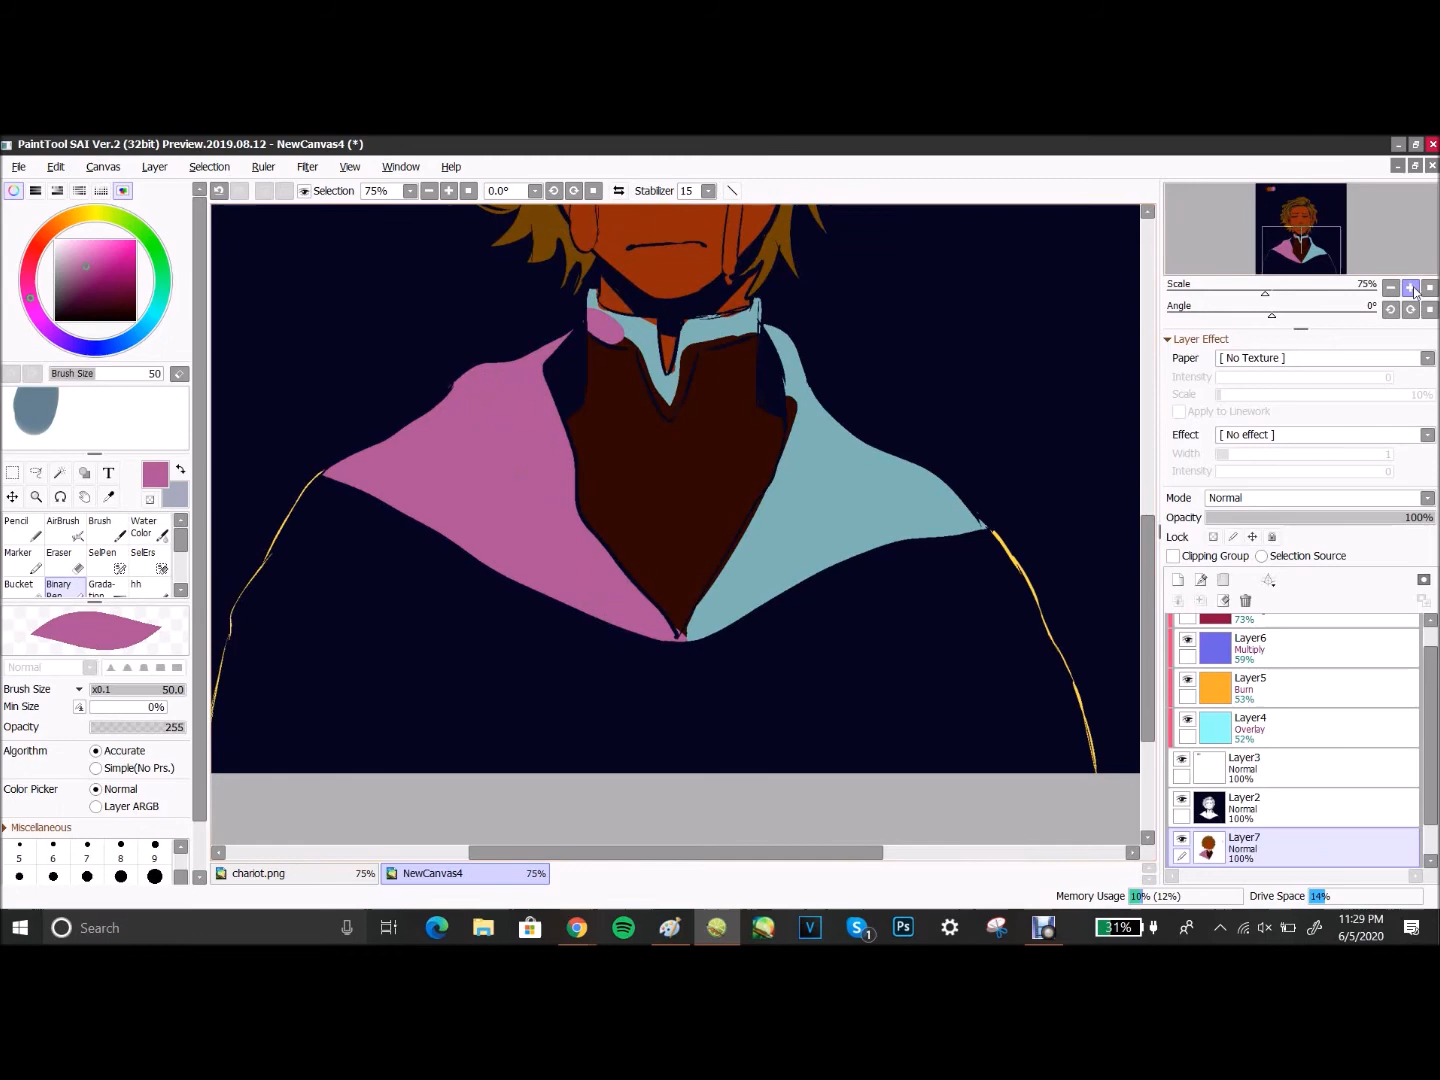 PaintTool SAI Ver.2 (32bit) Preview.2019.08.12 - NewCanvas4 (*)
File Edit Canvas Layer Selection Ruler Filter View Window Help
Selection 75% 0.0° Stabilizer 15
Scale 75%
Angle 0°
Layer Effect
Paper [ No Texture ]
Intensity 0
Scale 10%
Apply to Linework
Effect [ No effect ]
Width 1
Intensity 0
Mode Normal
Opacity 100%
Lock
Clipping Group Selection Source
73%
Layer6
Multiply
59%
Layer5
Burn
53%
Layer4
Overlay
52%
Layer3
Normal
100%
Layer2
Normal
100%
Layer7
Normal
100%
Brush Size 50
T
Pencil AirBrush Brush Water Color
Marker Eraser SelPen SelErs
Bucket Binary Pen Grada-tion hh
Normal
Brush Size x0.1 50.0
Min Size 0%
Opacity 255
Algorithm Accurate
Simple(No Prs.)
Color Picker Normal
Layer ARGB
Miscellaneous
5 6 7 8 9
chariot.png 75% NewCanvas4 75%
Memory Usage 10% (12%) Drive Space 14%
Search
V
S 1
Ps
31%
11:29 PM
6/5/2020